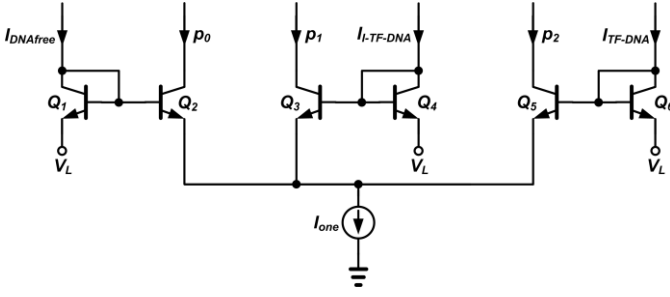 I_DNAfree p_0 p_1 I_I-TF-DNA p_2 I_TF-DNA
Q_1 Q_2 Q_3 Q_4 Q_5 Q_6
V_L V_L V_L
I_one